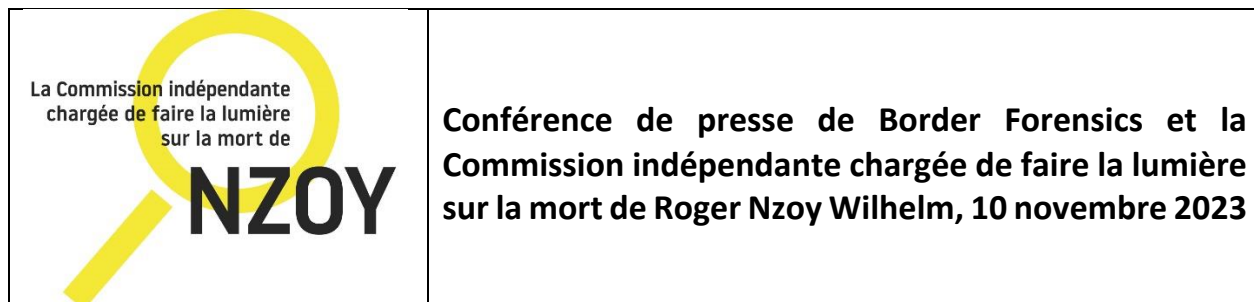 La Commission indépendante
chargée de faire la lumière
sur la mort de
NZOY
Conférence de presse de Border Forensics et la
Commission indépendante chargée de faire la lumière
sur la mort de Roger Nzoy Wilhelm, 10 novembre 2023